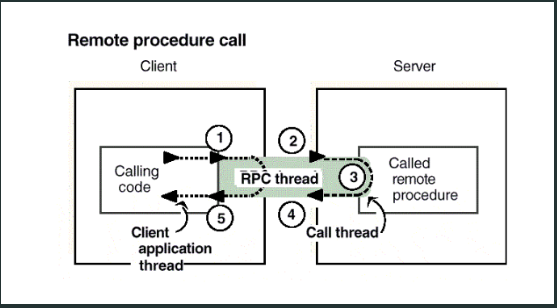 Remote procedure call
Client
Server
1
2
Calling
code
RPC thread
3
Called
remote
procedure
5
4
Client
application
thread
Call thread